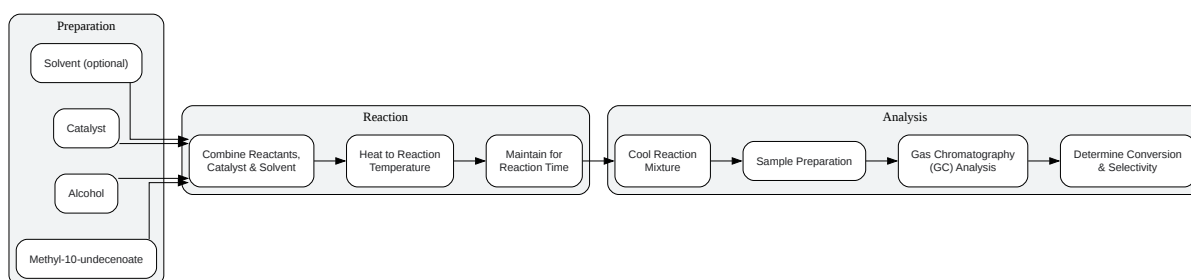 Preparation
Solvent (optional)
Catalyst
Alcohol
Methyl-10-undecenoate
Reaction
Combine Reactants,
Catalyst & Solvent
Heat to Reaction
Temperature
Maintain for
Reaction Time
Analysis
Cool Reaction
Mixture
Sample Preparation
Gas Chromatography
(GC) Analysis
Determine Conversion
& Selectivity